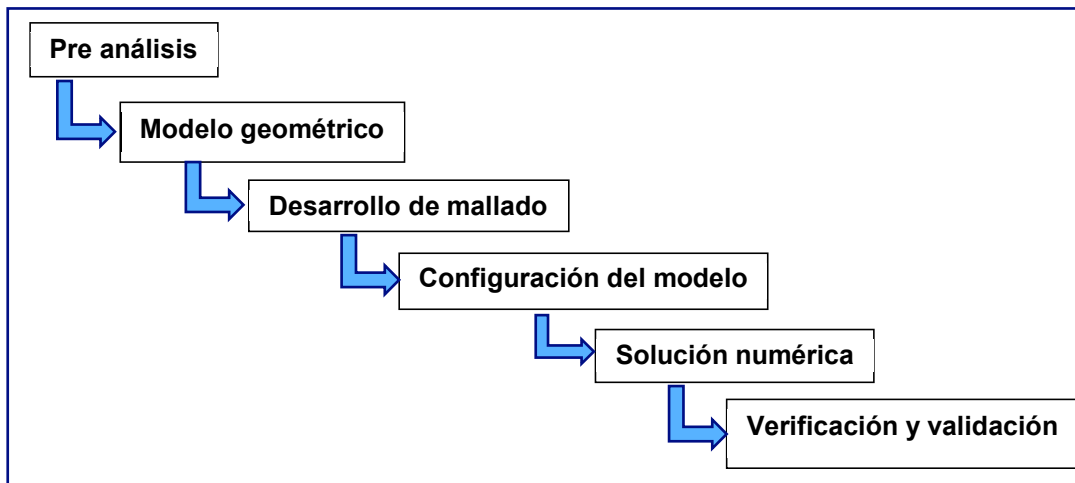 Pre análisis
Modelo geométrico
Desarrollo de mallado
Configuración del modelo
Solución numérica
Verificación y validación